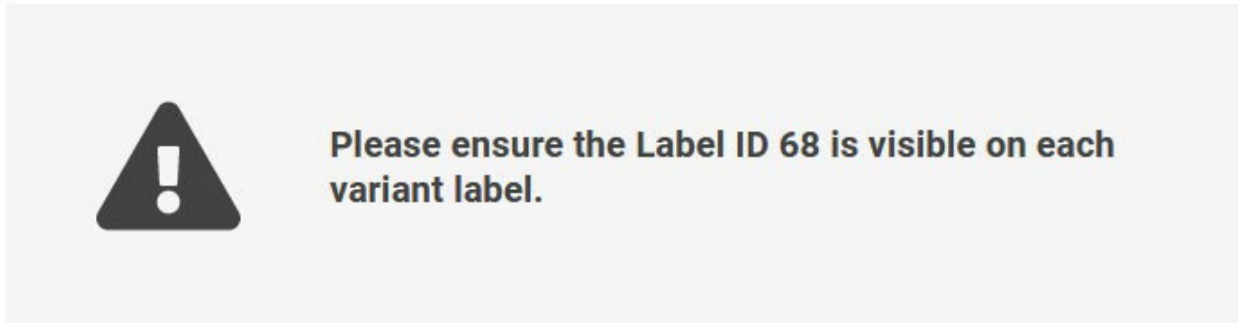 Please ensure the Label ID 68 is visible on each
variant label.